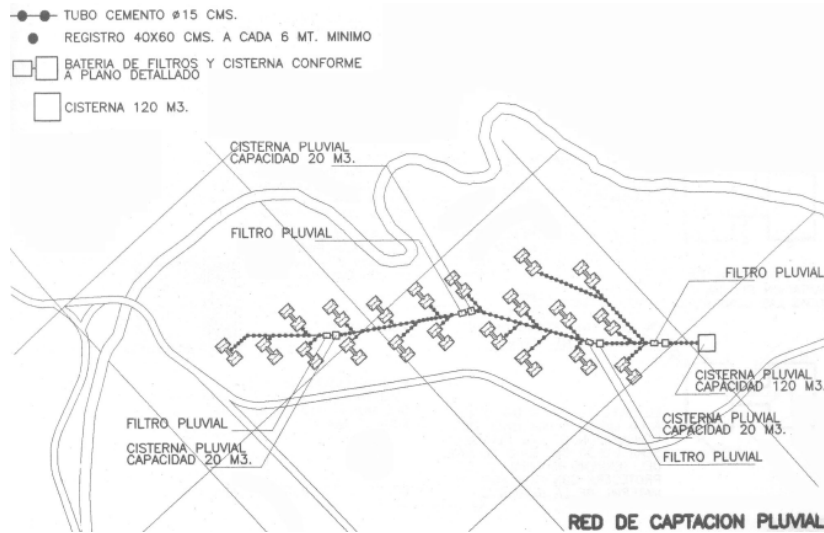 TUBO CEMENTO ø15 CMS.
REGISTRO 40X60 CMS. A CADA 6 MT. MINIMO
BATERIA DE FILTROS Y CISTERNA CONFORME
A PLANO DETALLADO
CISTERNA 120 M3.
CISTERNA PLUVIAL
CAPACIDAD 20 M3.
FILTRO PLUVIAL
FILTRO PLUVIAL
CISTERNA PLUVIAL
CAPACIDAD 120 M3.
FILTRO PLUVIAL
CISTERNA PLUVIAL
CAPACIDAD 20 M3.
CISTERNA PLUVIAL
CAPACIDAD 20 M3.
FILTRO PLUVIAL
RED DE CAPTACION PLUVIAL